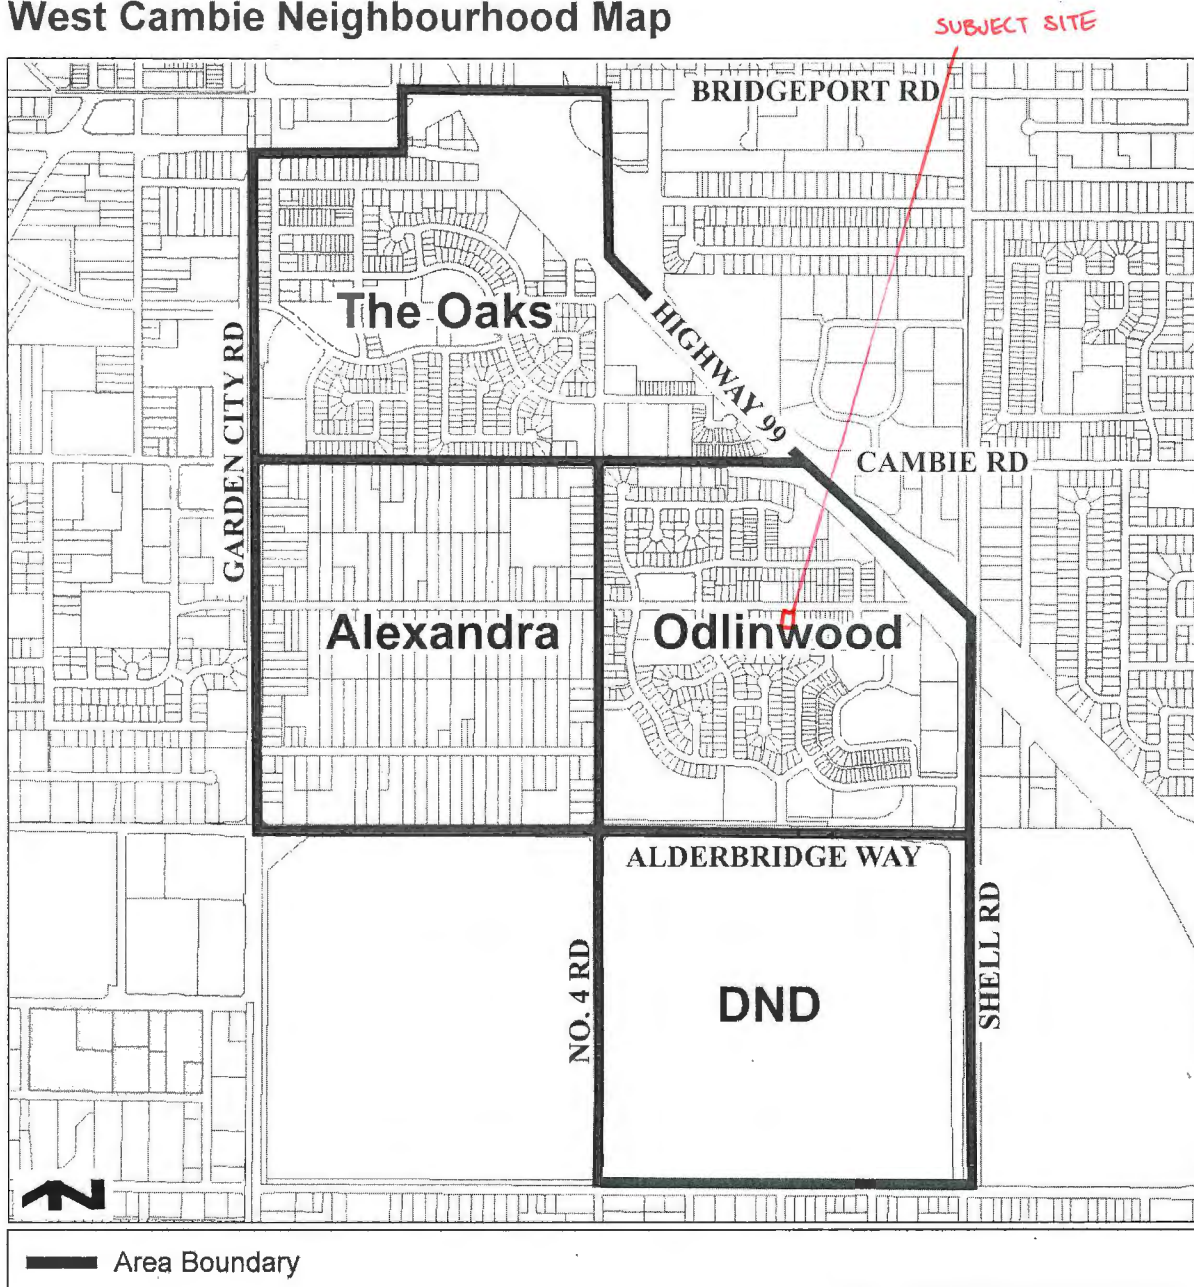 West Cambie Neighbourhood Map
SUBJECT SITE
BRIDGEPORT RD
The Oaks
HIGHWAY 99
GARDEN CITY RD
CAMBIE RD
Alexandra
Odlinwood
ALDERBRIDGE WAY
NO. 4 RD
DND
SHELL RD
N
Area Boundary